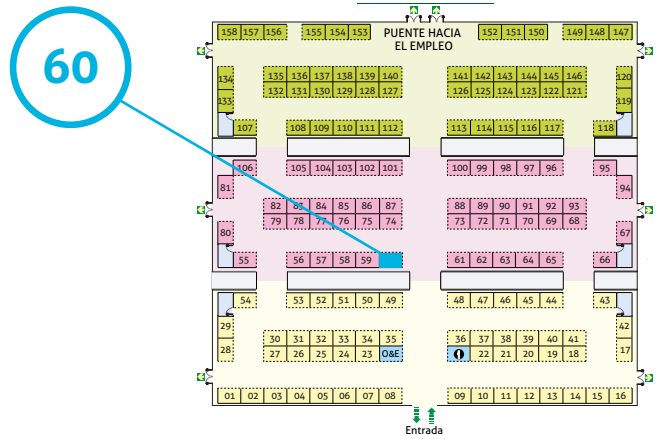 60
158 157 156 155 154 153 PUENTE HACIA 152 151 150 149 148 147
EL EMPLEO
134 135 136 137 138 139 140 141 142 143 144 145 146 120
133 132 131 130 129 128 127 126 125 124 123 122 121 119
107 108 109 110 111 112 113 114 115 116 117 118
106 105 104 103 102 101 100 99 98 97 96 95
81 94
82 83 84 85 86 87 88 89 90 91 92 93
80 79 78 77 76 75 74 73 72 71 70 69 68 67
55 56 57 58 59 61 62 63 64 65 66
54 53 52 51 50 49 48 47 46 45 44 43
29 42
30 31 32 33 34 35 36 37 38 39 40 41
28 27 26 25 24 23 O&E 22 21 20 19 18 17
01 02 03 04 05 06 07 08 09 10 11 12 13 14 15 16
Entrada